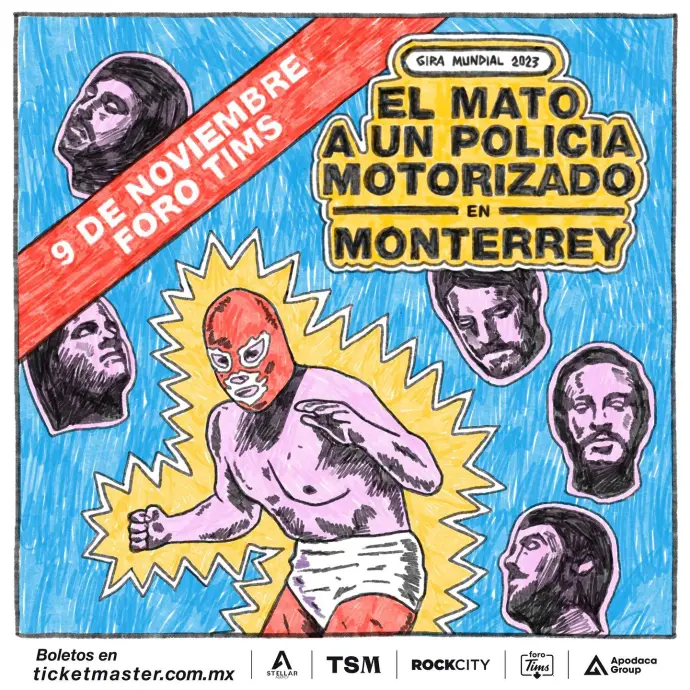 GIRA MUNDIAL 2023
EL MATO
A UN POLICIA
MOTORIZADO
EN
MONTERREY
9 DE NOVIEMBRE
FORO TIMS
Boletos en
ticketmaster.com.mx
STELLAR
TSM
ROCKCITY
foro
Tims
Apodaca
Group